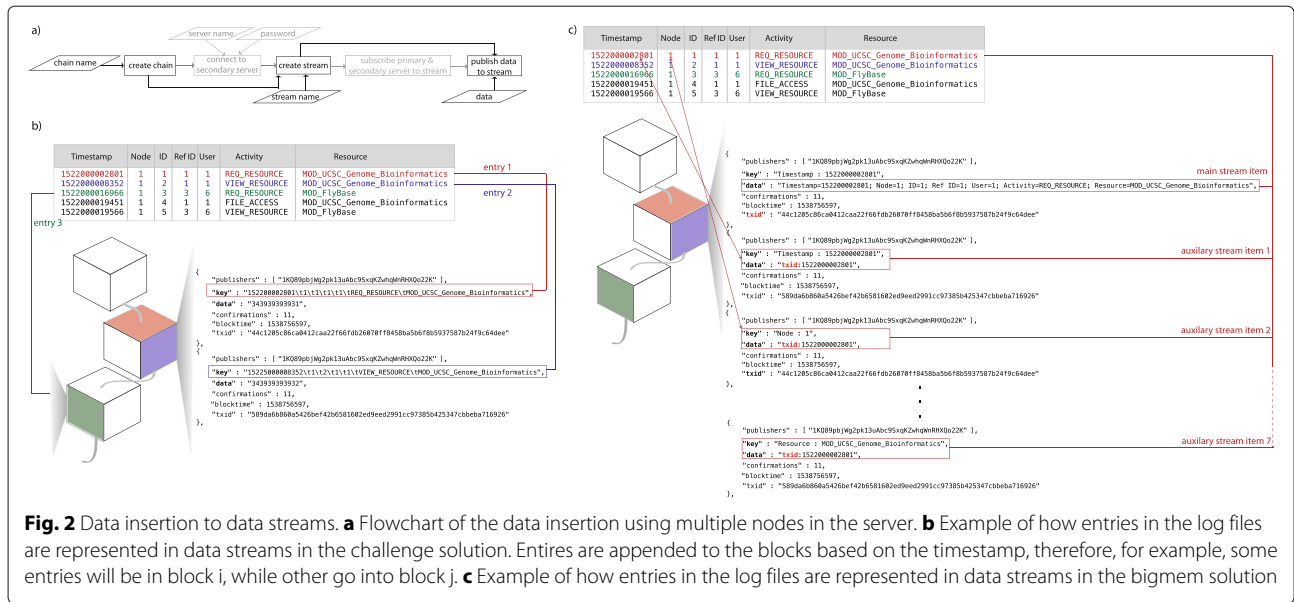 a)
server name
password
chain name
create chain
connect to
secondary server
create stream
subscribe primary &
secondary server to stream
publish data
to stream
stream name
data
b)
Timestamp Node ID Ref ID User Activity Resource
1522000002801 1 1 1 1 REQ_RESOURCE MOD_UCSC_Genome_Bioinformatics
1522000008352 1 2 1 1 VIEW_RESOURCE MOD_UCSC_Genome_Bioinformatics
1522000016966 1 3 3 6 REQ_RESOURCE MOD_FlyBase
1522000019451 1 4 1 1 FILE_ACCESS MOD_UCSC_Genome_Bioinformatics
1522000019566 1 5 3 6 VIEW_RESOURCE MOD_FlyBase
entry 1
entry 2
entry 3
{
"publishers" : [ "1KQ89pbjWg2pk13uAbc9SxqKZwhqWnRHXQo22K" ],
"key" : "152200002801\t1\t1\t1\t1\tREQ_RESOURCE\tMOD_UCSC_Genome_Bioinformatics",
"data" : "343939393931",
"confirmations" : 11,
"blocktime" : 1538756597,
"txid" : "44c1205c86ca0412caa22f66fdb26070ff8458ba5b6f8b5937587b24f9c64dee"
},
{
"publishers" : [ "1KQ89pbjWg2pk13uAbc9SxqKZwhqWnRHXQo22K" ],
"key" : "15225000008352\t1\t2\t1\t1\tVIEW_RESOURCE\tMOD_UCSC_Genome_Bioinformatics",
"data" : "343939393932",
"confirmations" : 11,
"blocktime" : 1538756597,
"txid" : "589da6b860a5426bef42b6581602ed9eed2991cc97385b425347cbbeba716926"
},
c)
Timestamp Node ID Ref ID User Activity Resource
1522000002801 1 1 1 1 REQ_RESOURCE MOD_UCSC_Genome_Bioinformatics
1522000008352 1 2 1 1 VIEW_RESOURCE MOD_UCSC_Genome_Bioinformatics
1522000016966 1 3 3 6 REQ_RESOURCE MOD_FlyBase
1522000019451 1 4 1 1 FILE_ACCESS MOD_UCSC_Genome_Bioinformatics
1522000019566 1 5 3 6 VIEW_RESOURCE MOD_FlyBase
{
"publishers" : [ "1KQ89pbjWg2pk13uAbc9SxqKZwhqWnRHXQo22K" ],
"key" : "Timestamp : 1522000002801",
main stream item
"data" : "Timestamp=1522000002801; Node=1; ID=1; Ref ID=1; User=1; Activity=REQ_RESOURCE; Resource=MOD_UCSC_Genome_Bioinformatics",
"confirmations" : 11,
"blocktime" : 1538756597,
"txid" : "44c1205c86ca0412caa22f66fdb26070ff8458ba5b6f8b5937587b24f9c64dee"
},
{
"publishers" : [ "1KQ89pbjWg2pk13uAbc9SxqKZwhqWnRHXQo22K" ],
"key" : "Timestamp : 1522000002801",
auxilary stream item 1
"data" : "txid:1522000002801",
"confirmations" : 11,
"blocktime" : 1538756597,
"txid" : "589da6b860a5426bef42b6581602ed9eed2991cc97385b425347cbbeba716926"
},
{
"publishers" : [ "1KQ89pbjWg2pk13uAbc9SxqKZwhqWnRHXQo22K" ],
"key" : "Node : 1",
auxilary stream item 2
"data" : "txid:1522000002801",
"confirmations" : 11,
"blocktime" : 1538756597,
"txid" : "44c1205c86ca0412caa22f66fdb26070ff8458ba5b6f8b5937587b24f9c64dee"
},
{
"publishers" : [ "1KQ89pbjWg2pk13uAbc9SxqKZwhqWnRHXQo22K" ],
"key" : "Resource : MOD_UCSC_Genome_Bioinformatics",
auxilary stream item 7
"data" : "txid:1522000002801",
"confirmations" : 11,
"blocktime" : 1538756597,
"txid" : "589da6b860a5426bef42b6581602ed9eed2991cc97385b425347cbbeba716926"
},
Fig. 2 Data insertion to data streams. a Flowchart of the data insertion using multiple nodes in the server. b Example of how entries in the log files
are represented in data streams in the challenge solution. Entires are appended to the blocks based on the timestamp, therefore, for example, some
entries will be in block i, while other go into block j. c Example of how entries in the log files are represented in data streams in the bigmem solution